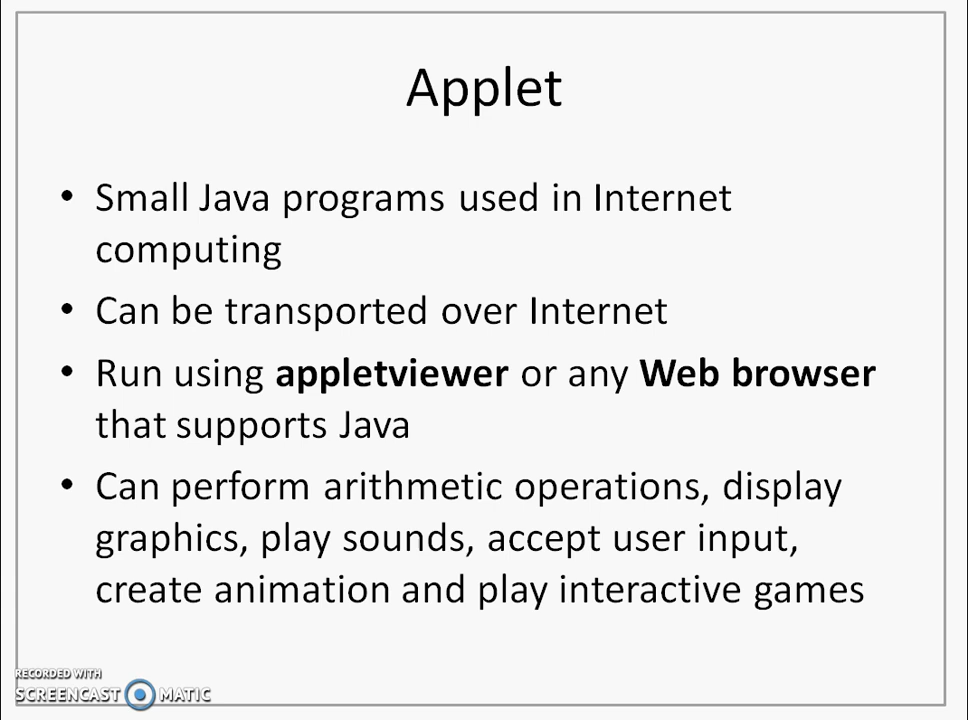 Applet
• Small Java programs used in Internet
computing
• Can be transported over Internet
• Run using appletviewer or any Web browser
that supports Java
• Can perform arithmetic operations, display
graphics, play sounds, accept user input,
create animation and play interactive games
RECORDED WITH
SCREENCAST MATIC